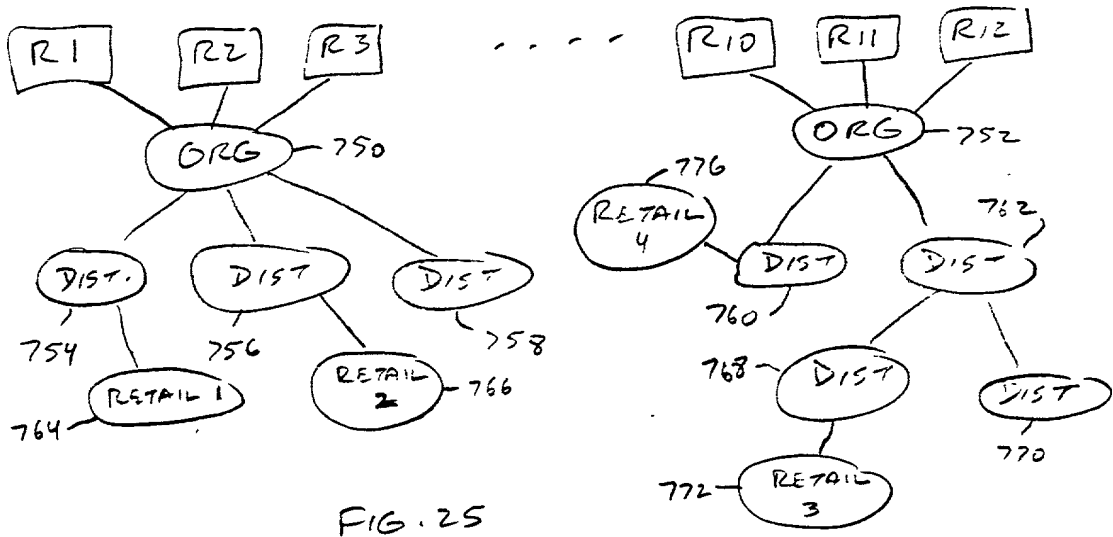 R1 R2 R3 . . . . R10 R11 R12
ORG 750 ORG 752
776
RETAIL
4
762
DIST. DIST DIST DIST DIST
754 756 758 760
RETAIL 1 RETAIL
2 766
764
768 DIST DIST
770
772 RETAIL
3
FIG. 25